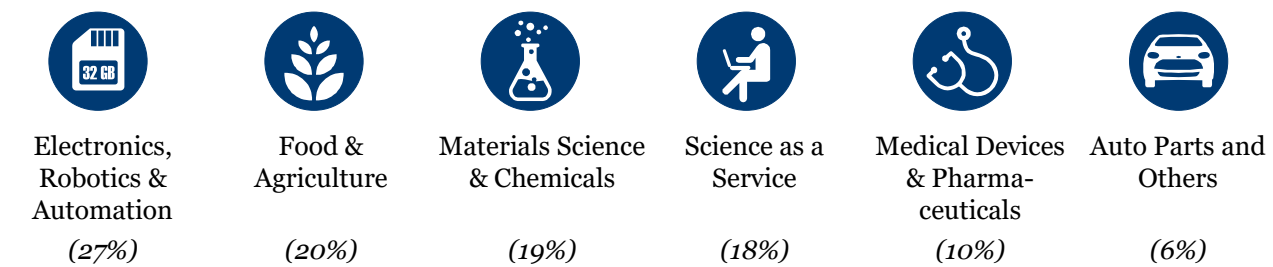 32 GB
Electronics,
Robotics &
Automation
(27%)
Food &
Agriculture
(20%)
Materials Science
& Chemicals
(19%)
Science as a
Service
(18%)
Medical Devices
& Pharma-
ceuticals
(10%)
Auto Parts and
Others
(6%)